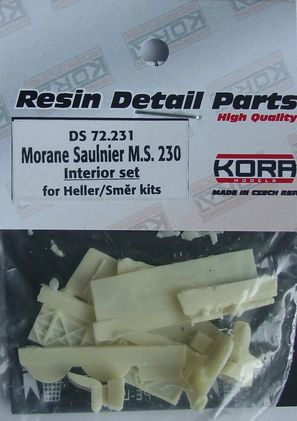 Resin Detail Parts
High Quality
DS 72.231
Morane Saulnier M.S. 230
Interior set
for Heller/Směr kits
KORA
MODELS
MADE IN CZECH REP.